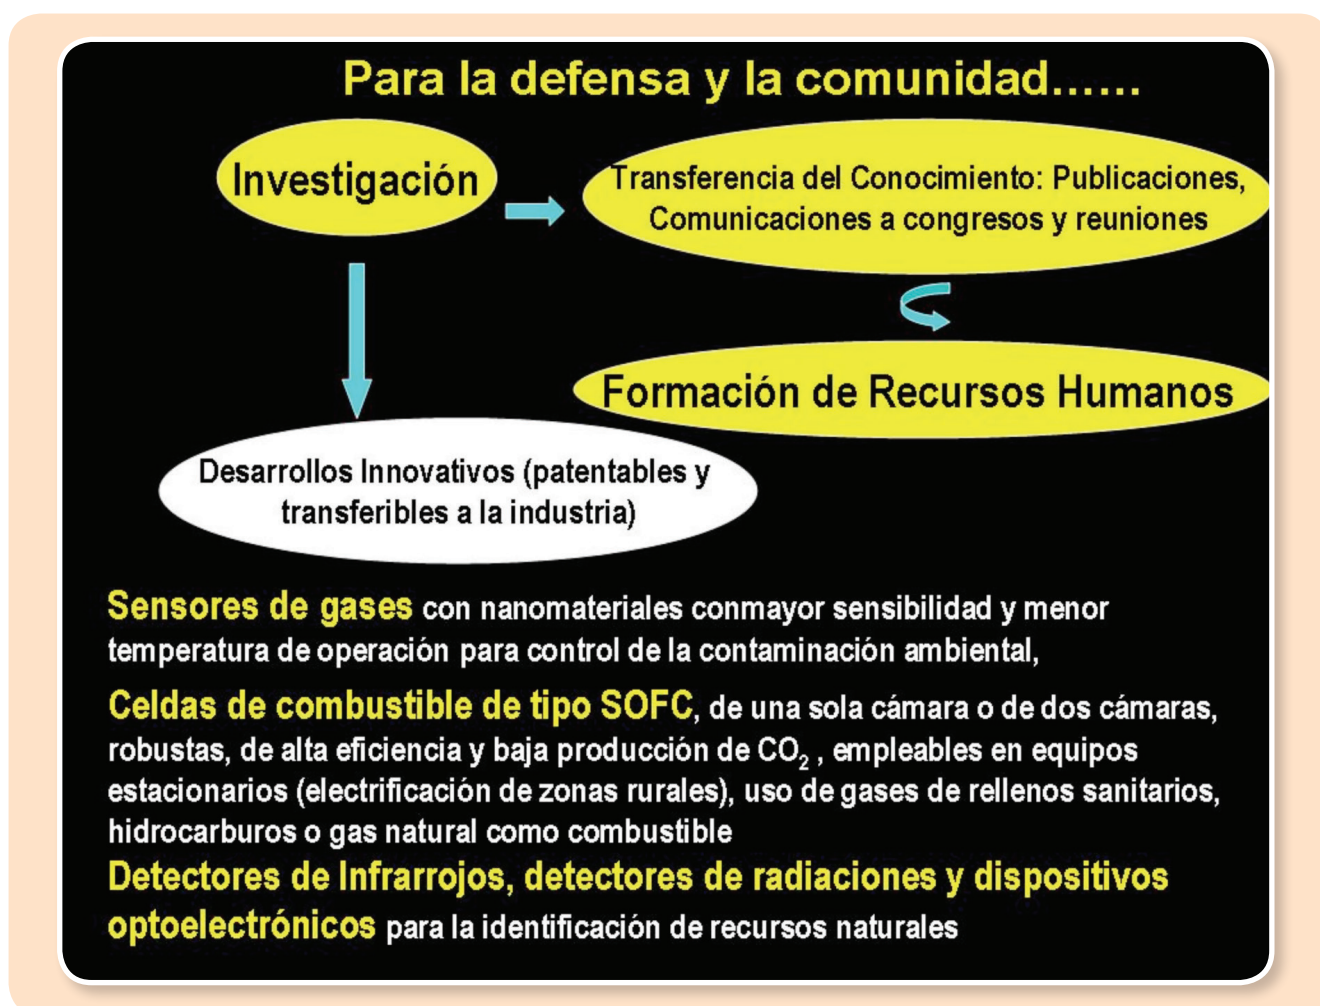 Para la defensa y la comunidad......
Investigación
Transferencia del Conocimiento: Publicaciones,
Comunicaciones a congresos y reuniones
Formación de Recursos Humanos
Desarrollos Innovativos (patentables y
transferibles a la industria)
Sensores de gases con nanomateriales conmayor sensibilidad y menor
temperatura de operación para control de la contaminación ambiental,
Celdas de combustible de tipo SOFC, de una sola cámara o de dos cámaras,
robustas, de alta eficiencia y baja producción de CO₂ , empleables en equipos
estacionarios (electrificación de zonas rurales), uso de gases de rellenos sanitarios,
hidrocarburos o gas natural como combustible
Detectores de Infrarrojos, detectores de radiaciones y dispositivos
optoelectrónicos para la identificación de recursos naturales